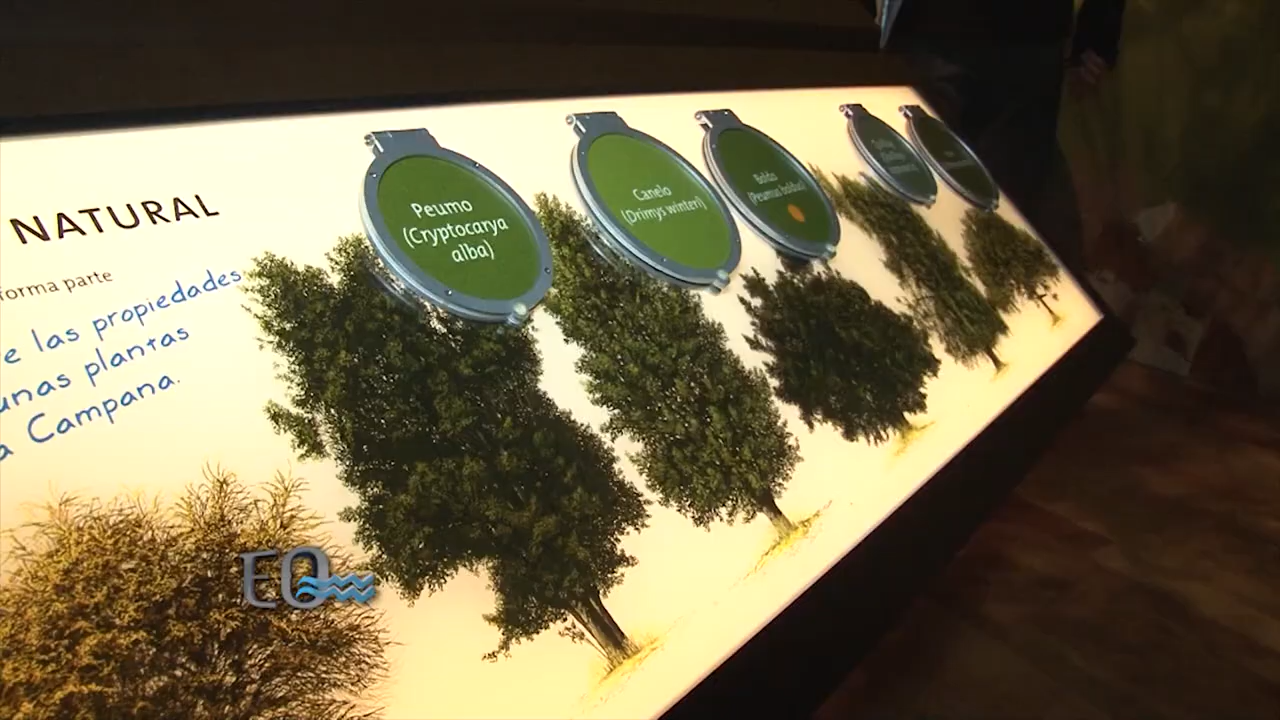 NATURAL
forma parte
e las propiedades
unas plantas
a Campana.
Peumo
(Cryptocarya
alba)
Canelo
(Drimys winteri)
Boldo
(Peumus boldus)
EQ